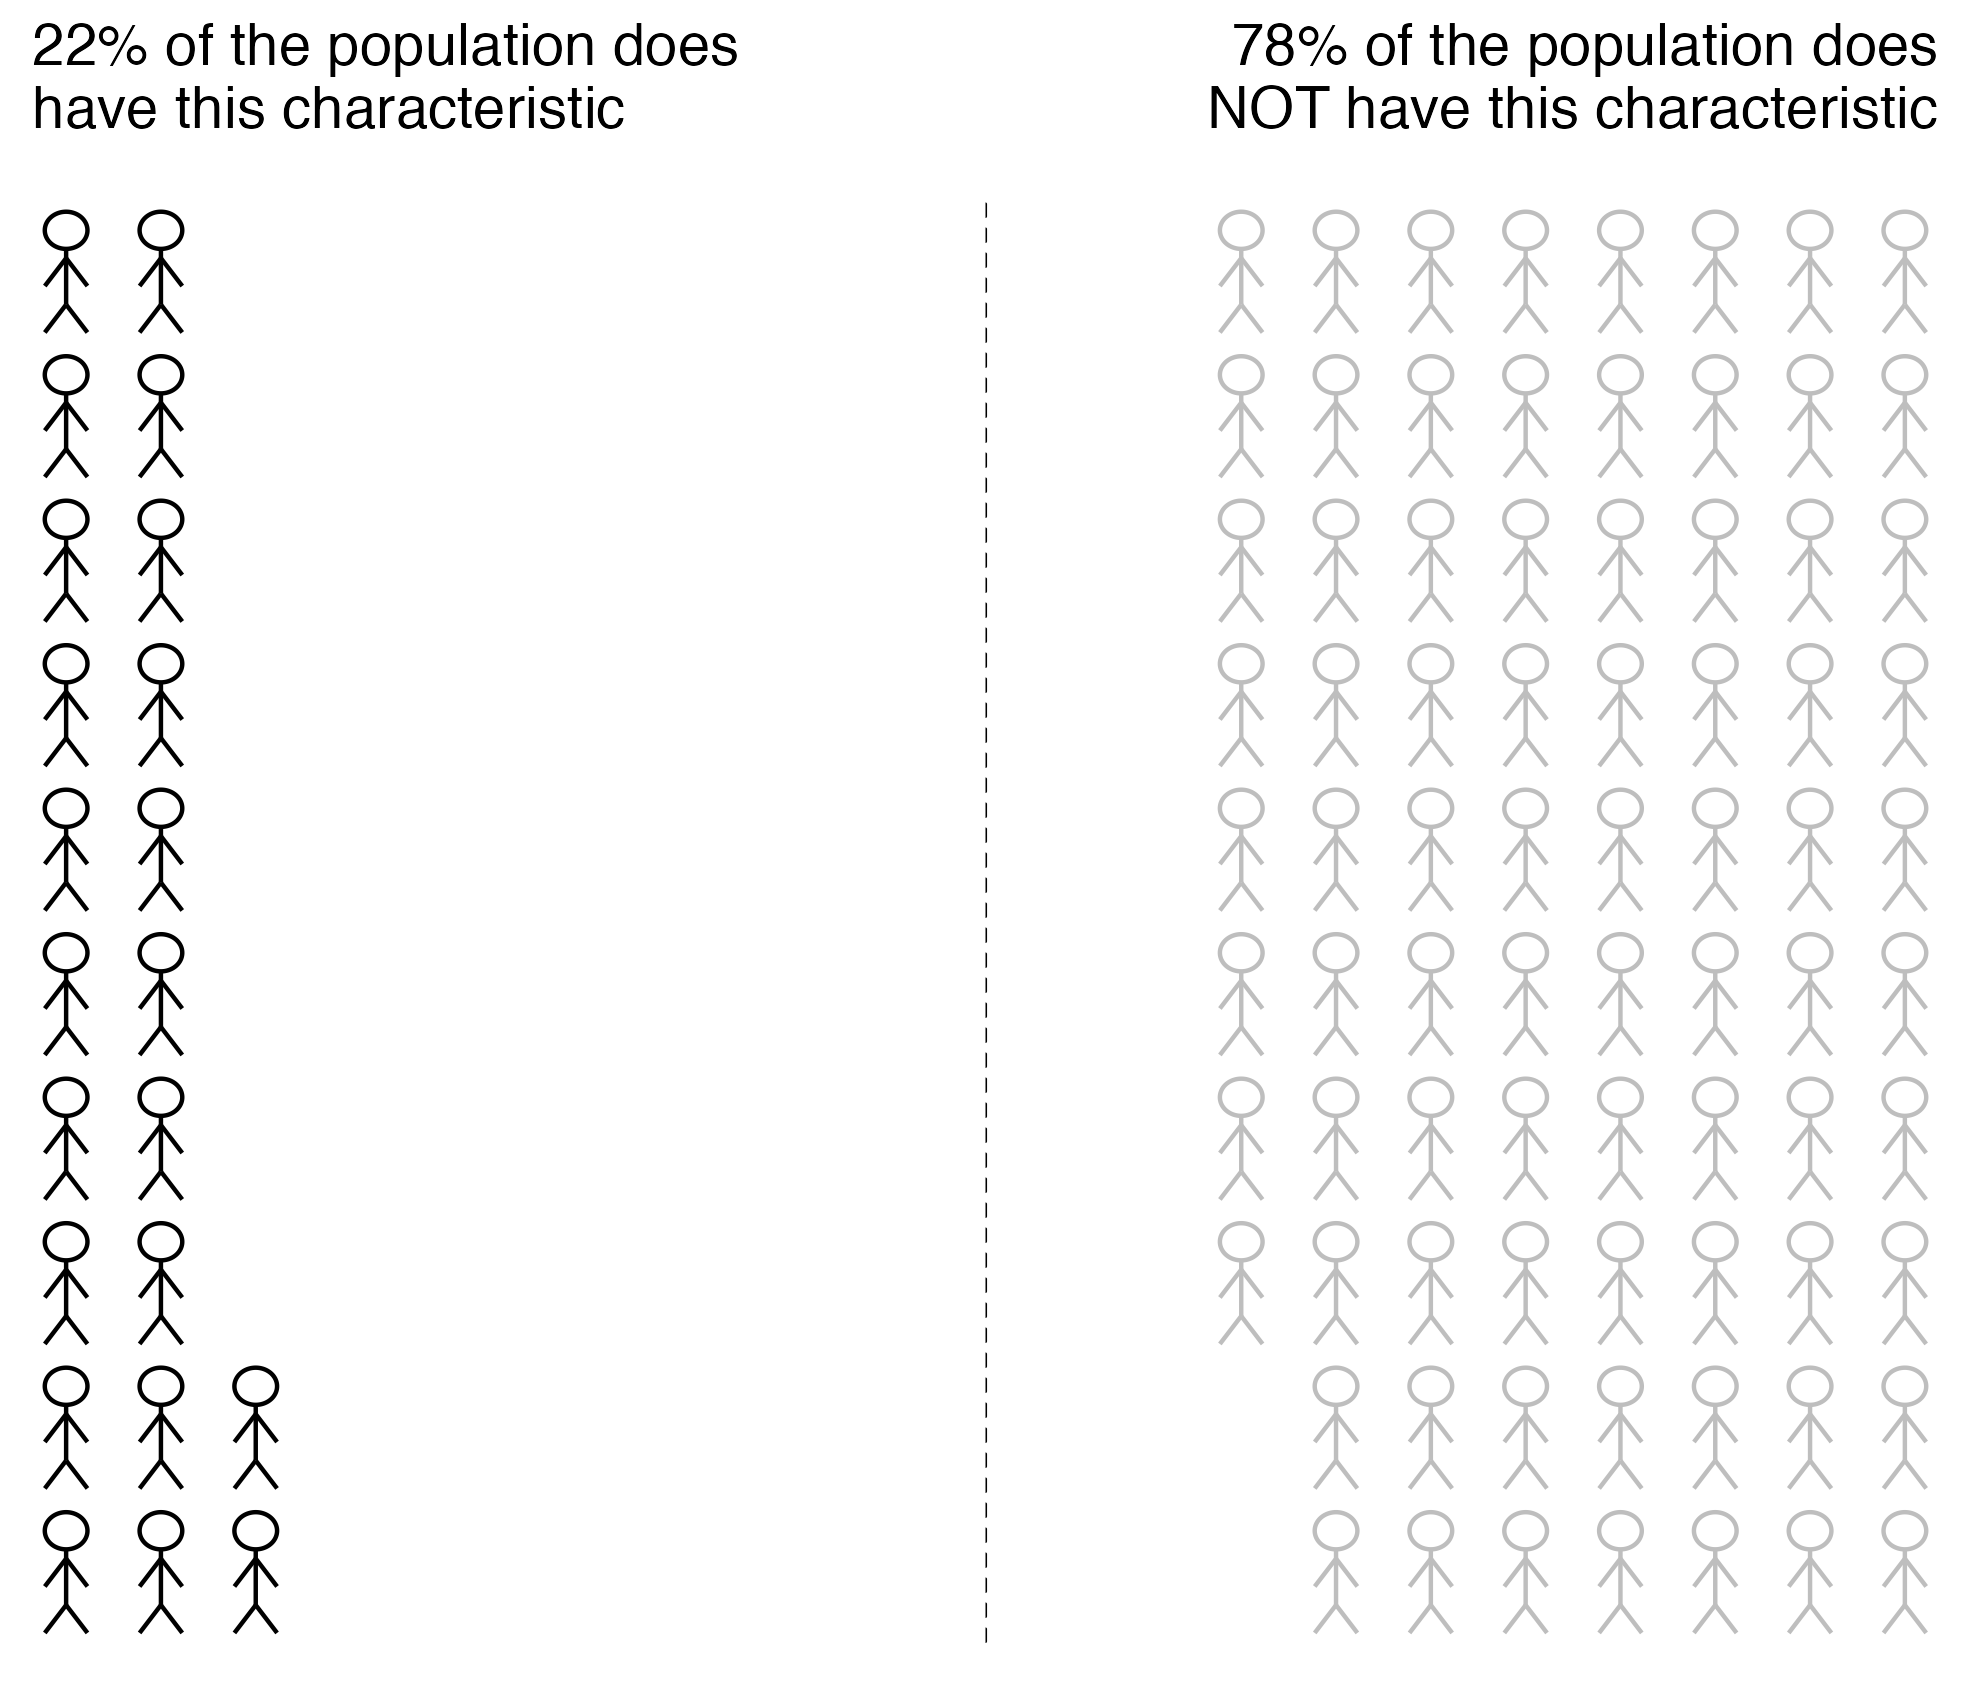 22% of the population does
have this characteristic
78% of the population does
NOT have this characteristic